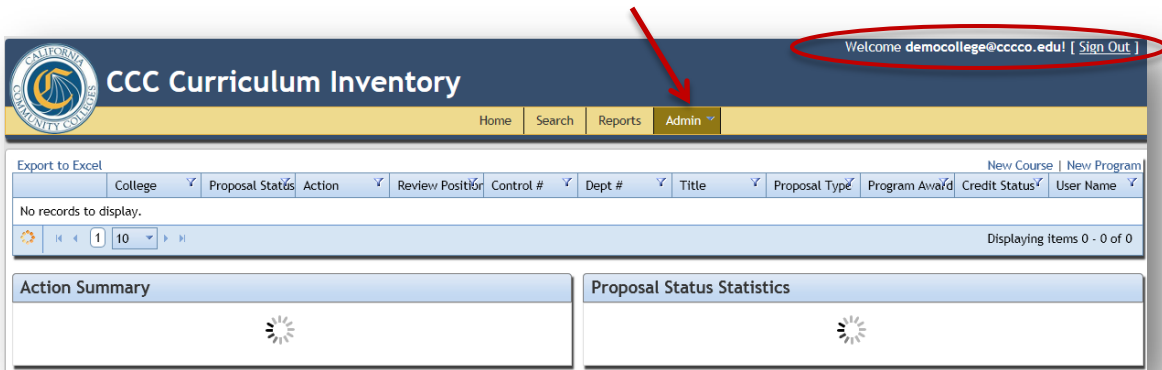 Welcome democollege@cccco.edu! [ Sign Out ]
CALIFORNIA COMMUNITY COLLEGES
CCC Curriculum Inventory
Home Search Reports Admin
Export to Excel New Course | New Program
College Proposal Status Action Review Position Control # Dept # Title Proposal Type Program Award Credit Status User Name
No records to display.
1 10 Displaying items 0 - 0 of 0
Action Summary Proposal Status Statistics